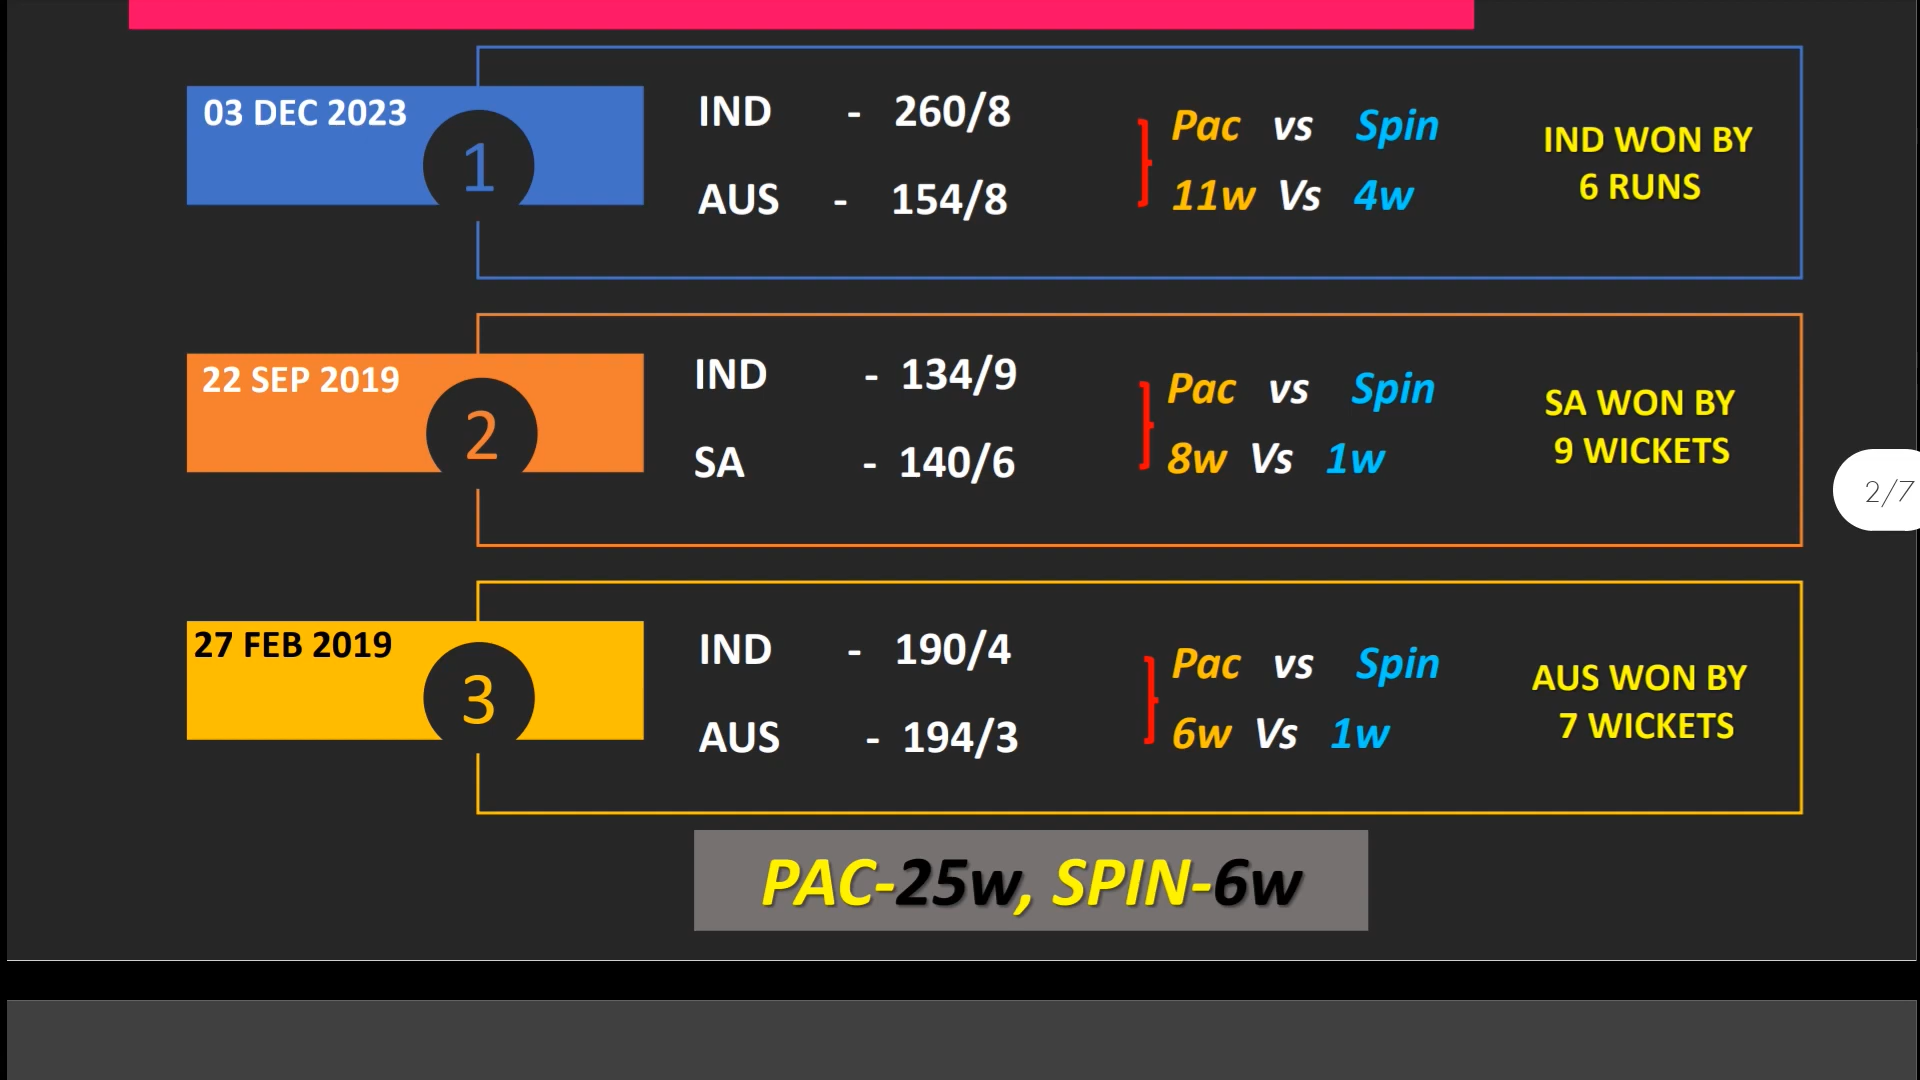 03 DEC 2023
1
IND - 260/8
AUS - 154/8
Pac vs Spin
11w Vs 4w
IND WON BY
6 RUNS
22 SEP 2019
2
IND - 134/9
SA - 140/6
Pac vs Spin
8w Vs 1w
SA WON BY
9 WICKETS
2/7
27 FEB 2019
3
IND - 190/4
AUS - 194/3
Pac vs Spin
6w Vs 1w
AUS WON BY
7 WICKETS
PAC-25w, SPIN-6w